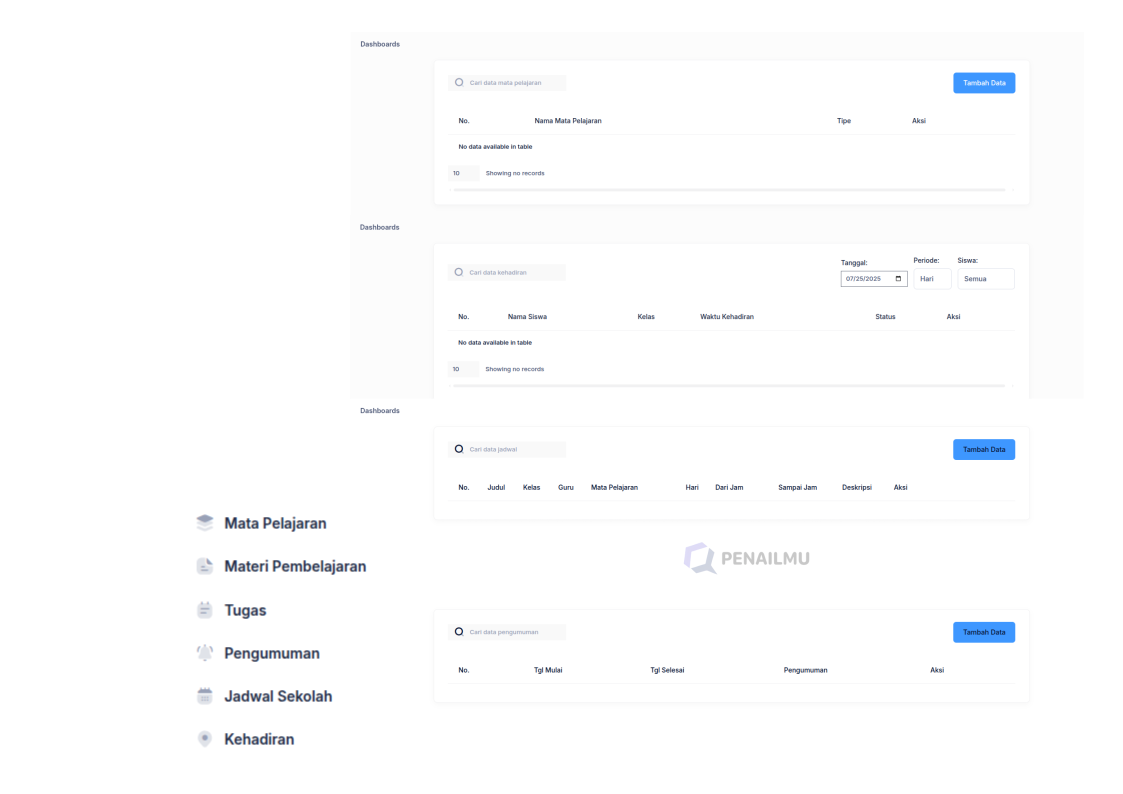 Dashboards
Cari data mata pelajaran
Tambah Data
No. Nama Mata Pelajaran Tipe Aksi
No data available in table
10 Showing no records
Dashboards
Cari data kehadiran
Tanggal: Periode: Siswa:
07/25/2025 Hari Semua
No. Nama Siswa Kelas Waktu Kehadiran Status Aksi
No data available in table
10 Showing no records
Dashboards
Cari data jadwal
Tambah Data
No. Judul Kelas Guru Mata Pelajaran Hari Dari Jam Sampai Jam Deskripsi Aksi
PENAILMU
Cari data pengumuman
Tambah Data
No. Tgl Mulai Tgl Selesai Pengumuman Aksi
Mata Pelajaran
Materi Pembelajaran
Tugas
Pengumuman
Jadwal Sekolah
Kehadiran